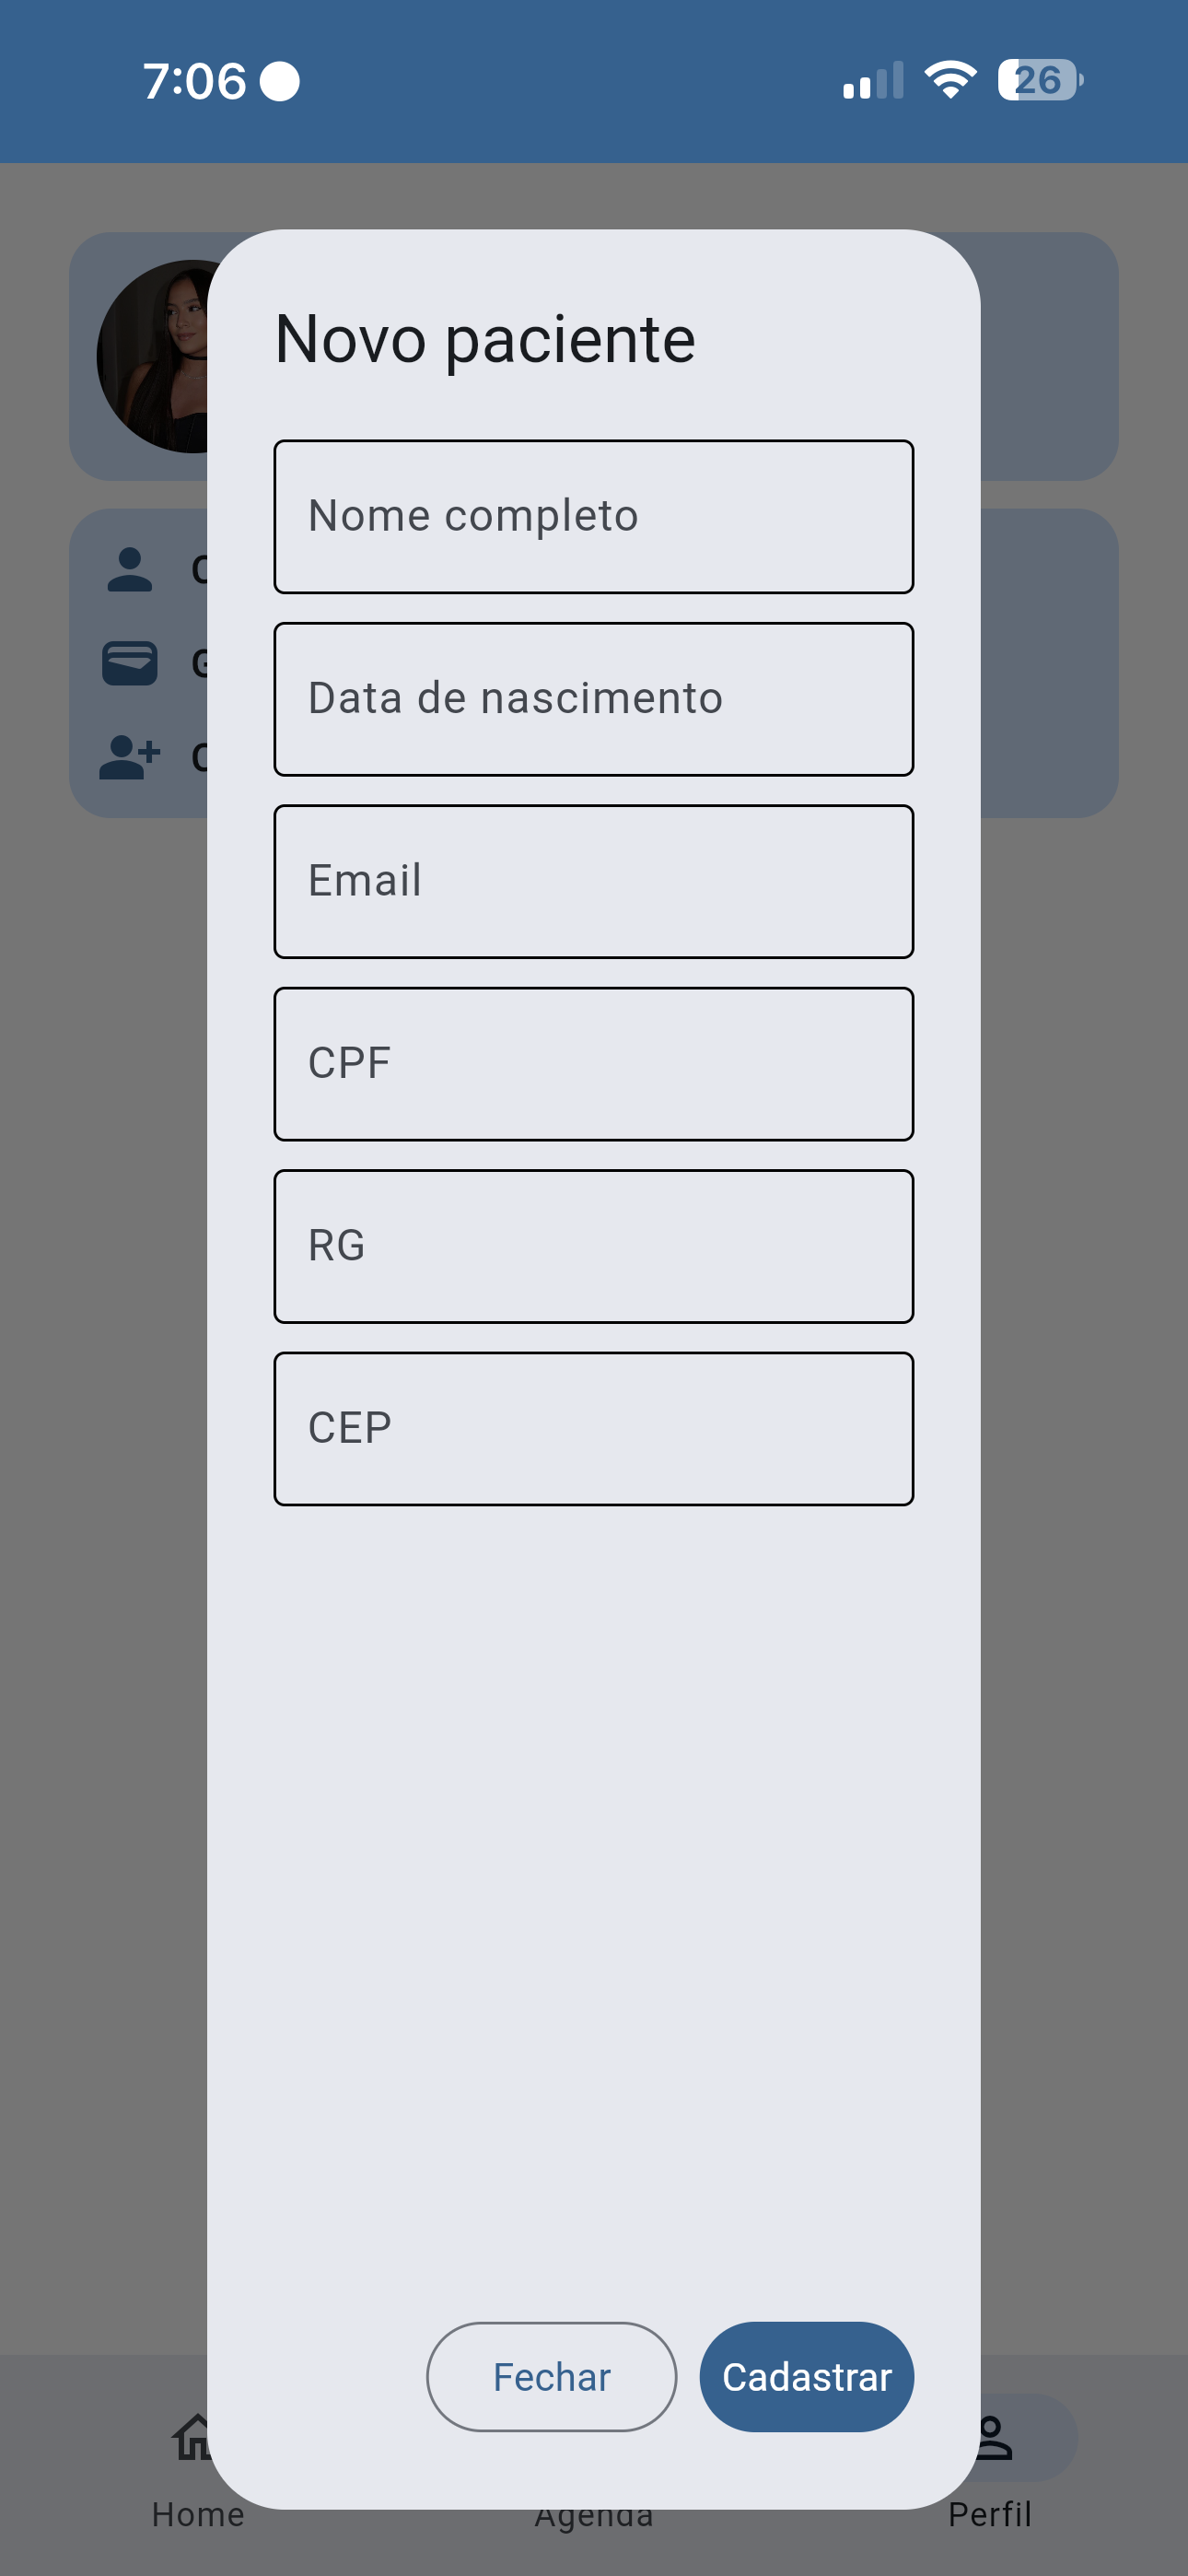 7:06
26
Novo paciente
Nome completo
Data de nascimento
Email
CPF
RG
CEP
Fechar
Cadastrar
Home
Agenda
Perfil